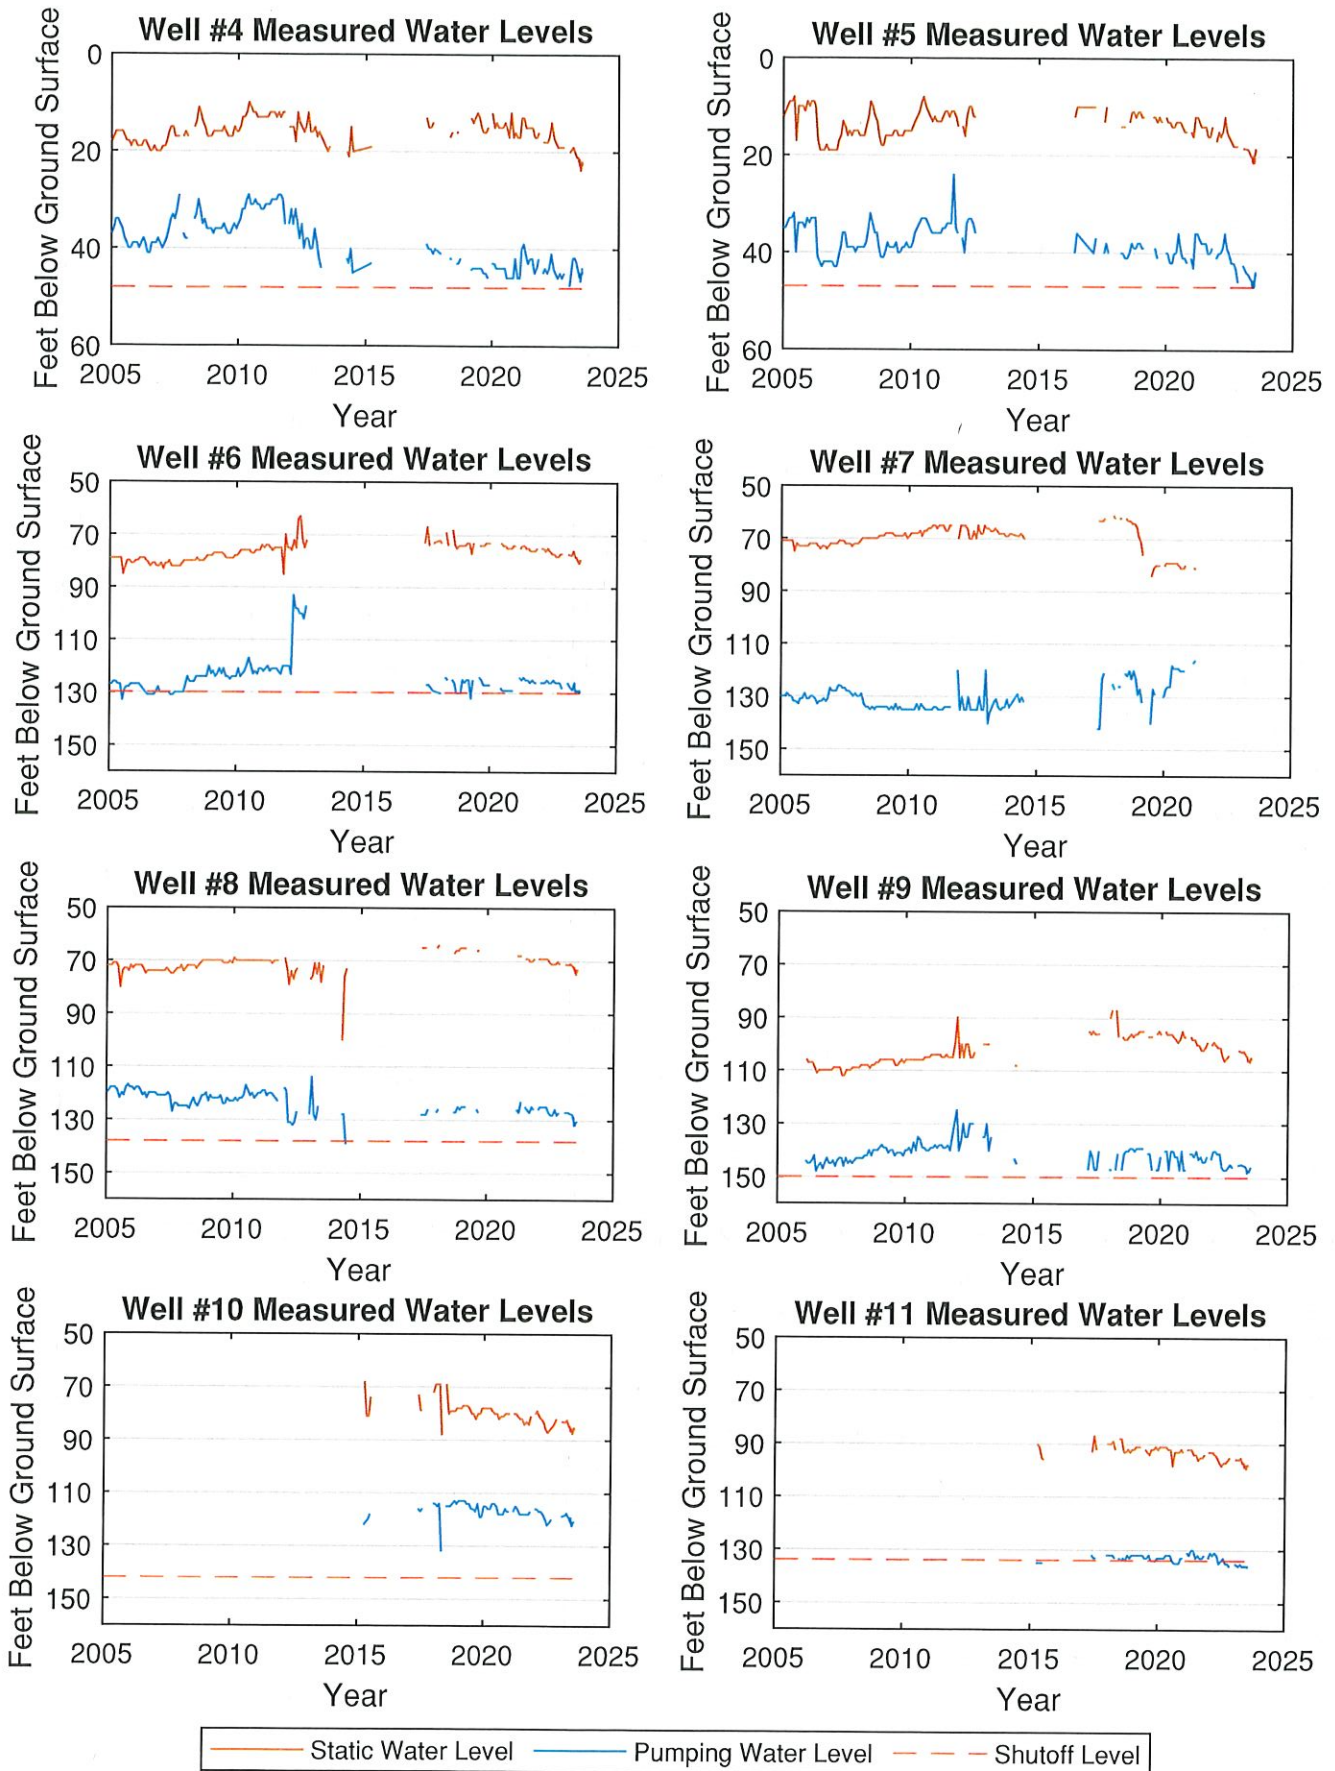 Well #4 Measured Water Levels
Feet Below Ground Surface
0
20
40
60
2005 2010 2015 2020 2025
Year
Well #5 Measured Water Levels
Feet Below Ground Surface
0
20
40
60
2005 2010 2015 2020 2025
Year
Well #6 Measured Water Levels
Feet Below Ground Surface
50
70
90
110
130
150
2005 2010 2015 2020 2025
Year
Well #7 Measured Water Levels
Feet Below Ground Surface
50
70
90
110
130
150
2005 2010 2015 2020 2025
Year
Well #8 Measured Water Levels
Feet Below Ground Surface
50
70
90
110
130
150
2005 2010 2015 2020 2025
Year
Well #9 Measured Water Levels
Feet Below Ground Surface
50
70
90
110
130
150
2005 2010 2015 2020 2025
Year
Well #10 Measured Water Levels
Feet Below Ground Surface
50
70
90
110
130
150
2005 2010 2015 2020 2025
Year
Well #11 Measured Water Levels
Feet Below Ground Surface
50
70
90
110
130
150
2005 2010 2015 2020 2025
Year
Static Water Level Pumping Water Level Shutoff Level